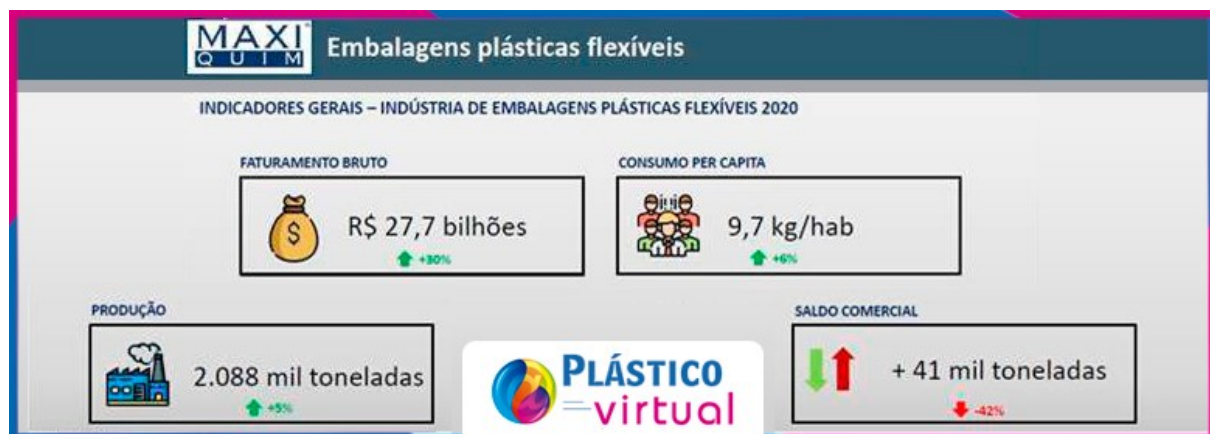 MAXI
QUIM
Embalagens plásticas flexíveis
INDICADORES GERAIS – INDÚSTRIA DE EMBALAGENS PLÁSTICAS FLEXÍVEIS 2020
FATURAMENTO BRUTO
R$ 27,7 bilhões
+30%
CONSUMO PER CAPITA
9,7 kg/hab
+6%
PRODUÇÃO
2.088 mil toneladas
+5%
PLÁSTICO
virtual
SALDO COMERCIAL
+ 41 mil toneladas
-42%